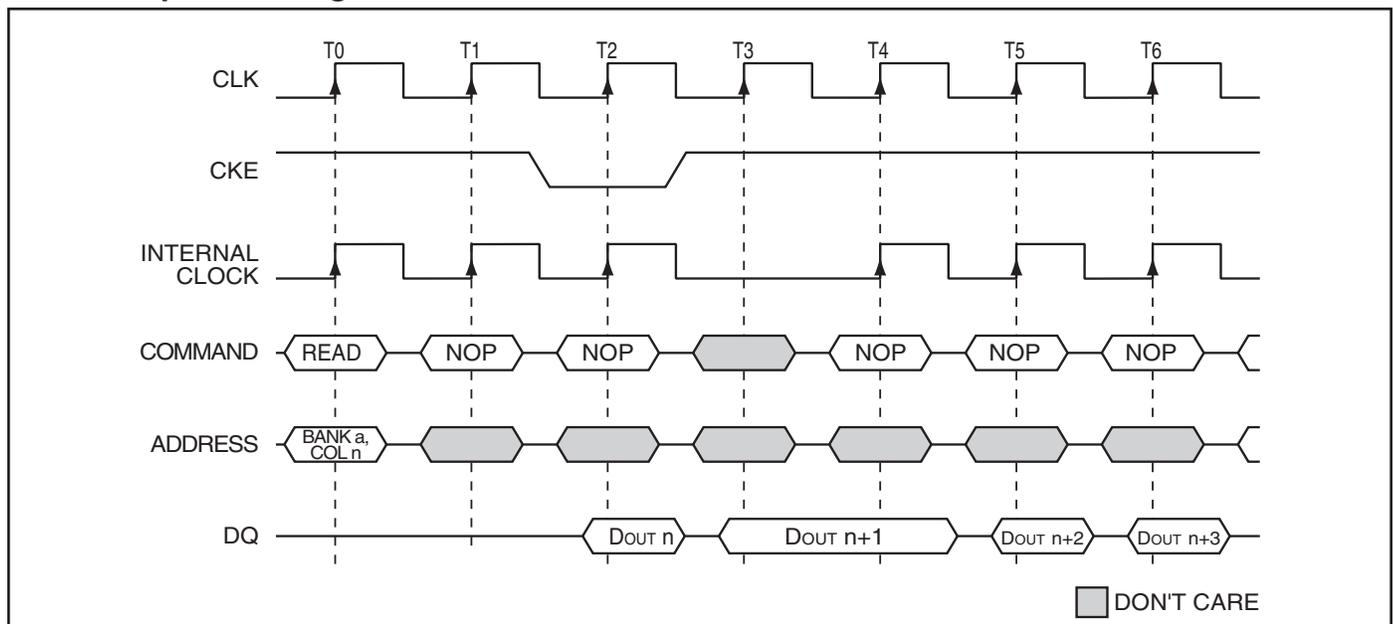 T0 T1 T2 T3 T4 T5 T6
CLK
CKE
INTERNAL
CLOCK
COMMAND READ NOP NOP NOP NOP NOP
ADDRESS BANK a,
COL n
DQ DOUT n DOUT n+1 DOUT n+2 DOUT n+3
DON'T CARE